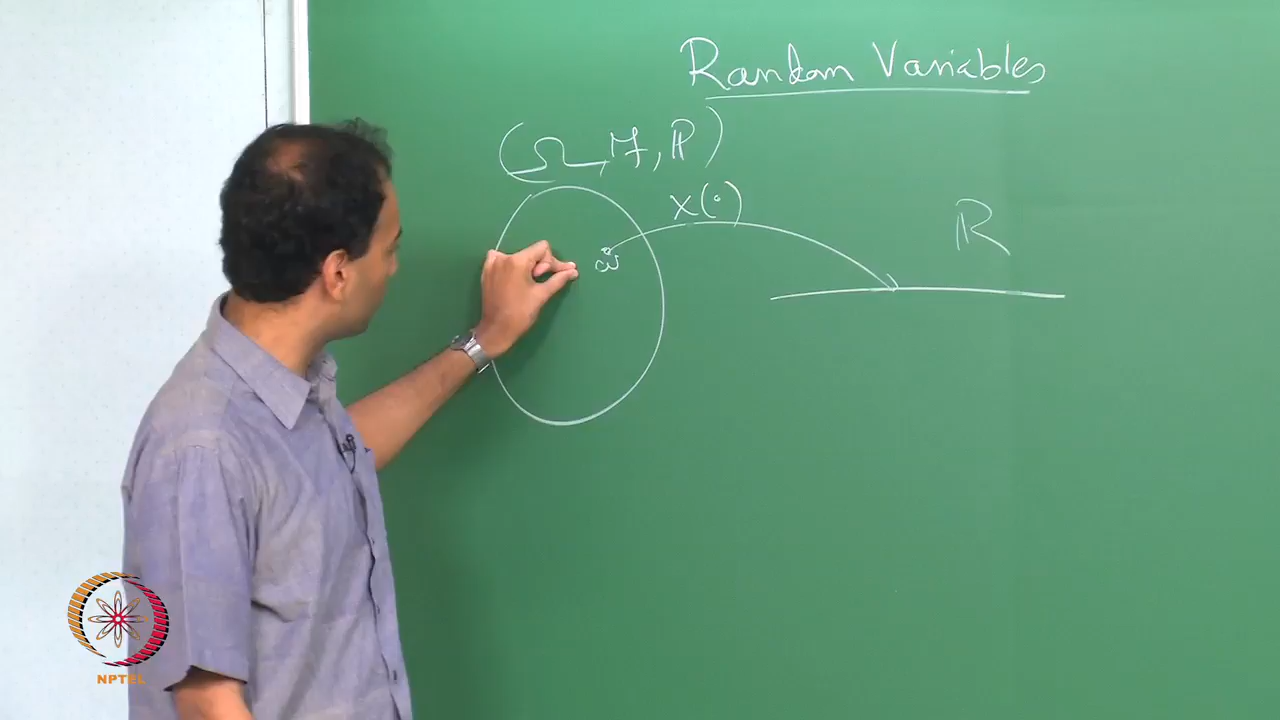 Random Variables
(Ω, ℱ, ℙ)
X(·)
ℝ
ω
NPTEL